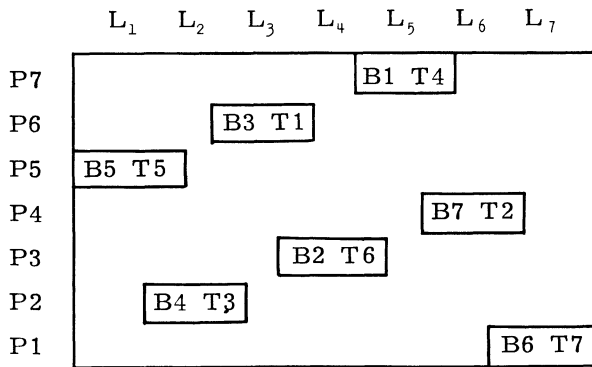 L₁ L₂ L₃ L₄ L₅ L₆ L₇
P7 B1 T4
P6 B3 T1
P5 B5 T5
P4 B7 T2
P3 B2 T6
P2 B4 T3
P1 B6 T7